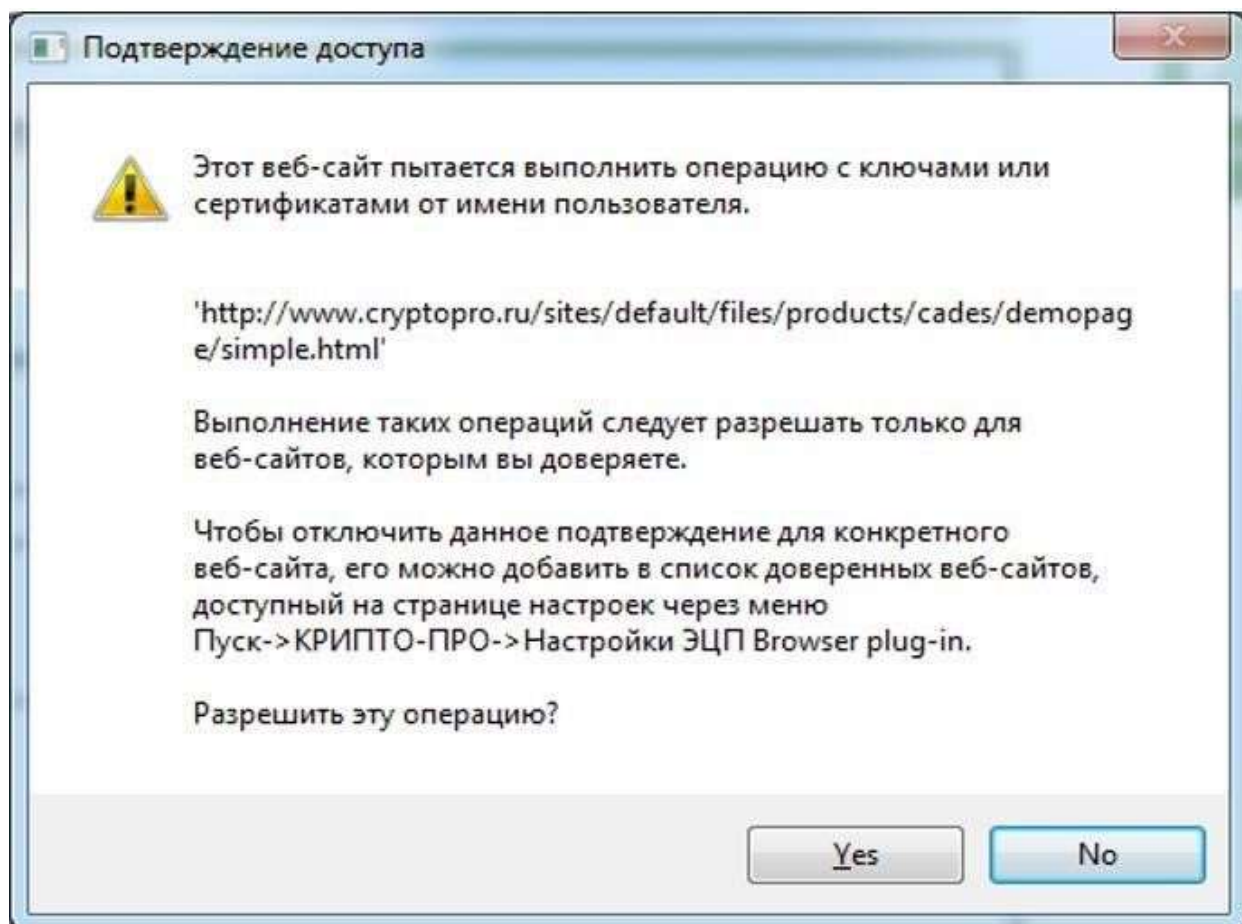 Подтверждение доступа
Этот веб-сайт пытается выполнить операцию с ключами или
сертификатами от имени пользователя.
'http://www.cryptopro.ru/sites/default/files/products/cades/demopag
e/simple.html'
Выполнение таких операций следует разрешать только для
веб-сайтов, которым вы доверяете.
Чтобы отключить данное подтверждение для конкретного
веб-сайта, его можно добавить в список доверенных веб-сайтов,
доступный на странице настроек через меню
Пуск->КРИПТО-ПРО->Настройки ЭЦП Browser plug-in.
Разрешить эту операцию?
Yes No